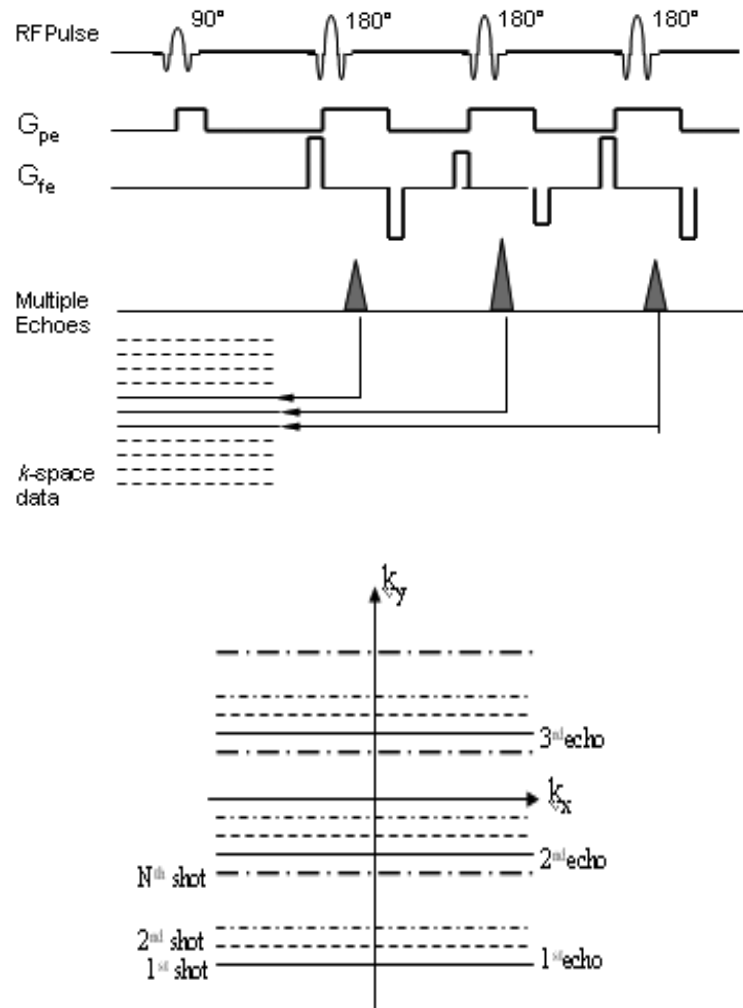 90° 180° 180° 180°
RF Pulse
Gpe
Gfe
Multiple
Echoes
k-space
data
ky
3nd echo
kx
2nd echo
Nth shot
2nd shot
1st echo
1st shot